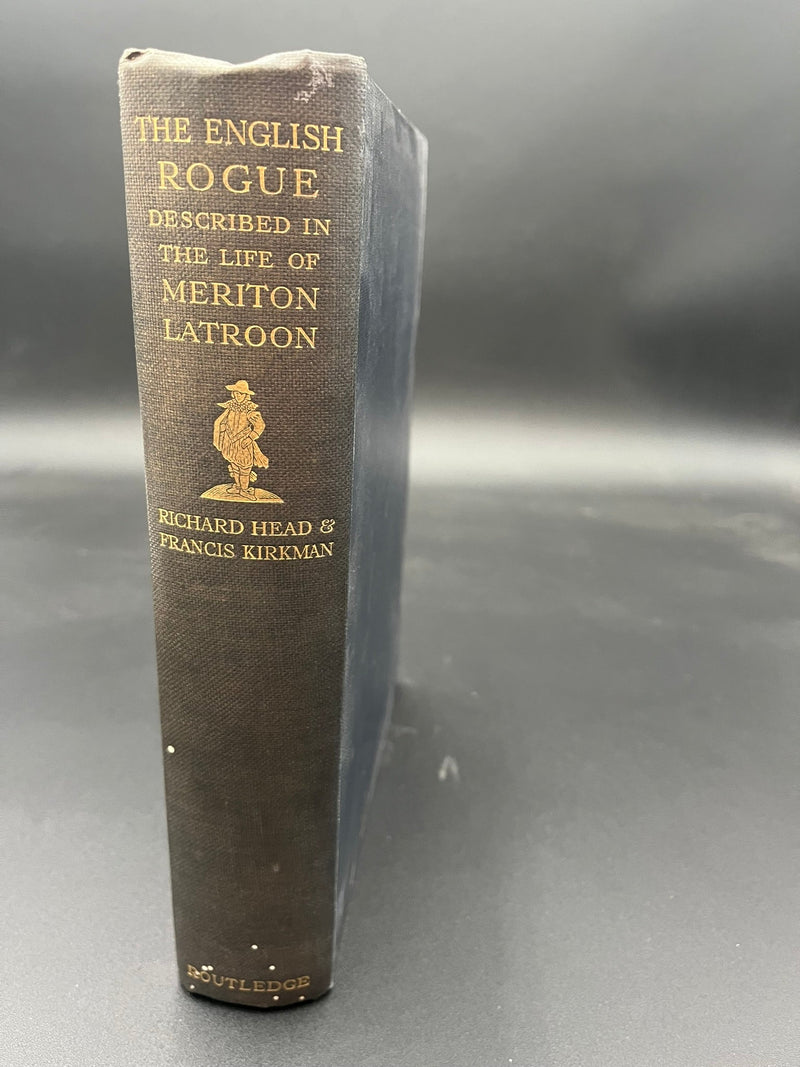 THE ENGLISH
ROGUE
DESCRIBED IN
THE LIFE OF
MERITON
LATROON
RICHARD HEAD &
FRANCIS KIRKMAN
ROUTLEDGE